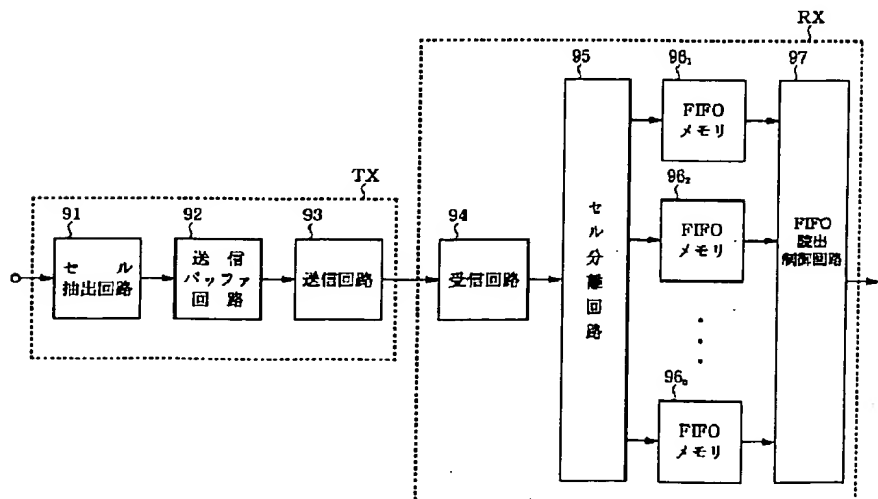 RX
95
96₁
97
FIFO
メモリ
TX
91
92
93
94
96₂
セル
抽出回路
送信
バッファ
回路
送信回路
受信回路
セル分離回路
FIFO
メモリ
FIFO
読出
制御回路
FIFO
メモリ